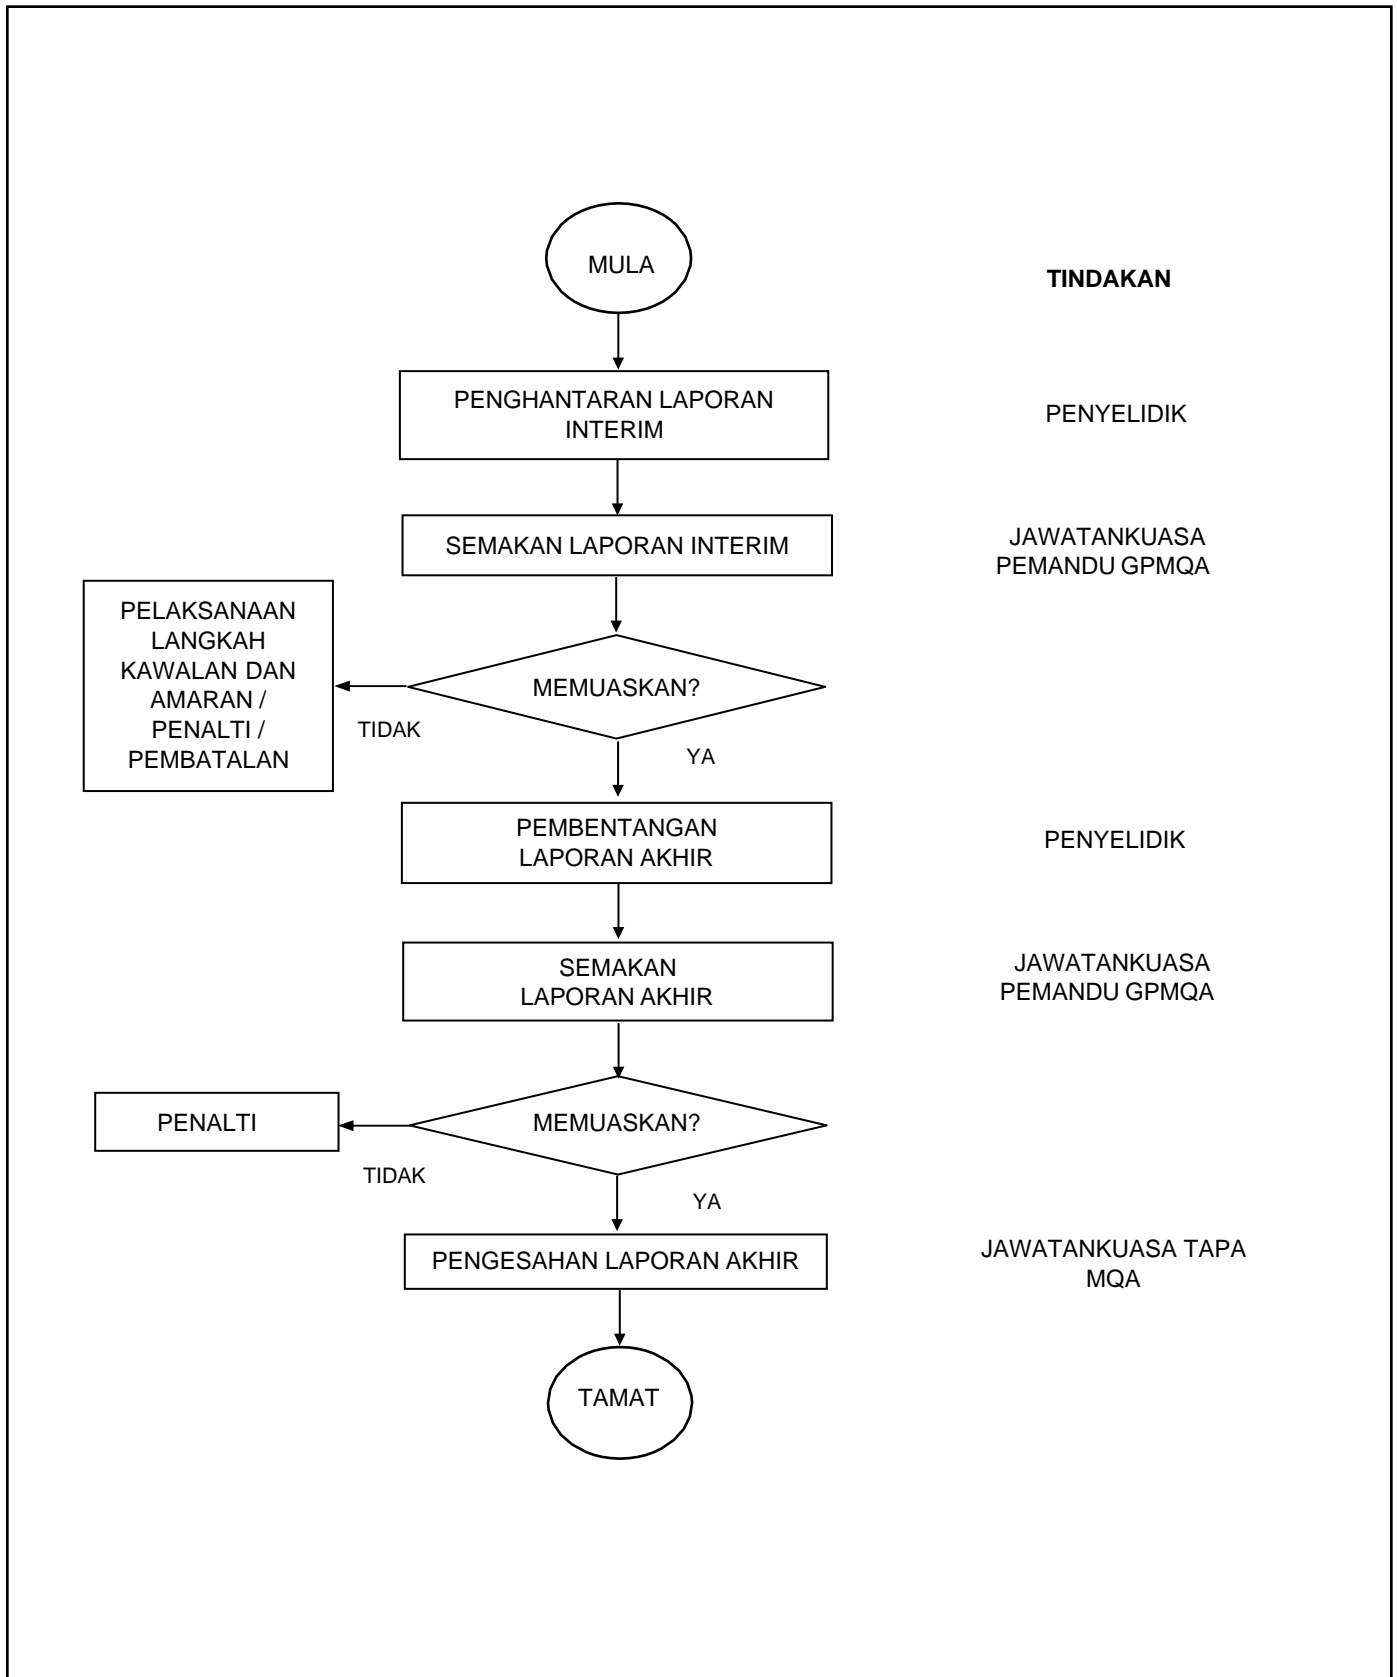 MULA
TINDAKAN
PENGHANTARAN LAPORAN
INTERIM
PENYELIDIK
SEMAKAN LAPORAN INTERIM
JAWATANKUASA
PEMANDU GPMQA
PELAKSANAAN
LANGKAH
KAWALAN DAN
AMARAN /
PENALTI /
PEMBATALAN
MEMUASKAN?
TIDAK
YA
PEMBENTANGAN
LAPORAN AKHIR
PENYELIDIK
SEMAKAN
LAPORAN AKHIR
JAWATANKUASA
PEMANDU GPMQA
PENALTI
MEMUASKAN?
TIDAK
YA
PENGESAHAN LAPORAN AKHIR
JAWATANKUASA TAPA
MQA
TAMAT